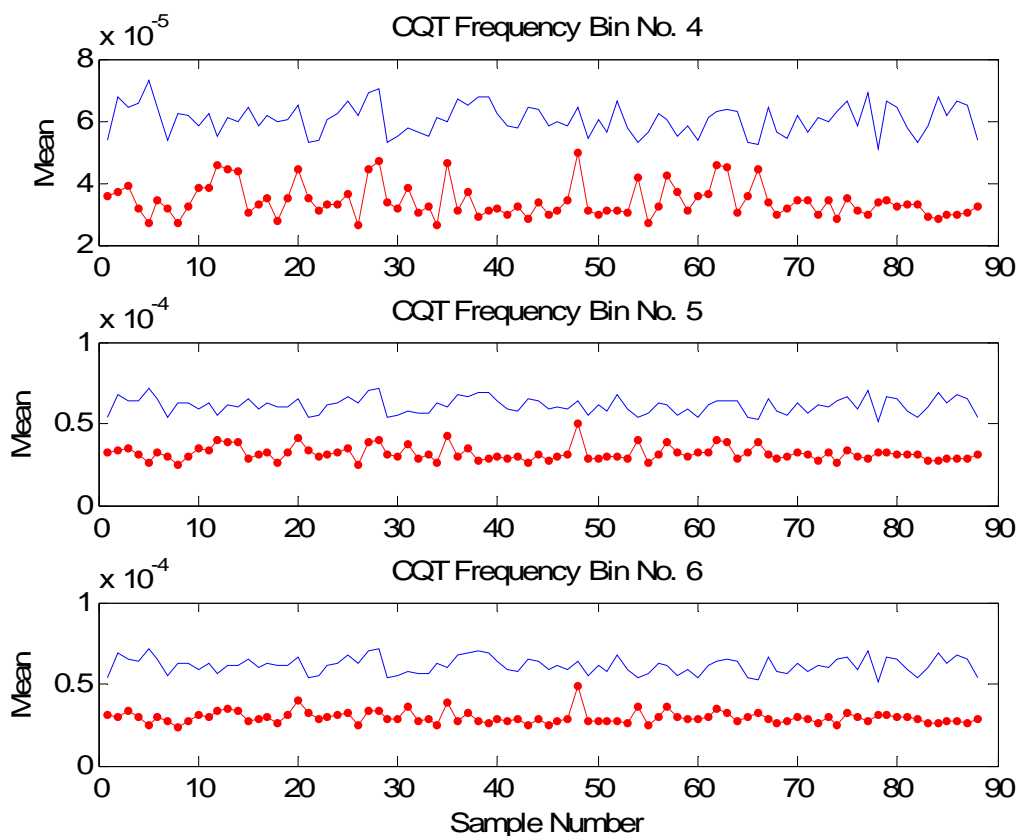 x 10-5
CQT Frequency Bin No. 4
8
6
4
2
Mean
0 10 20 30 40 50 60 70 80 90
x 10-4
CQT Frequency Bin No. 5
1
0.5
0
Mean
0 10 20 30 40 50 60 70 80 90
x 10-4
CQT Frequency Bin No. 6
1
0.5
0
Mean
0 10 20 30 40 50 60 70 80 90
Sample Number